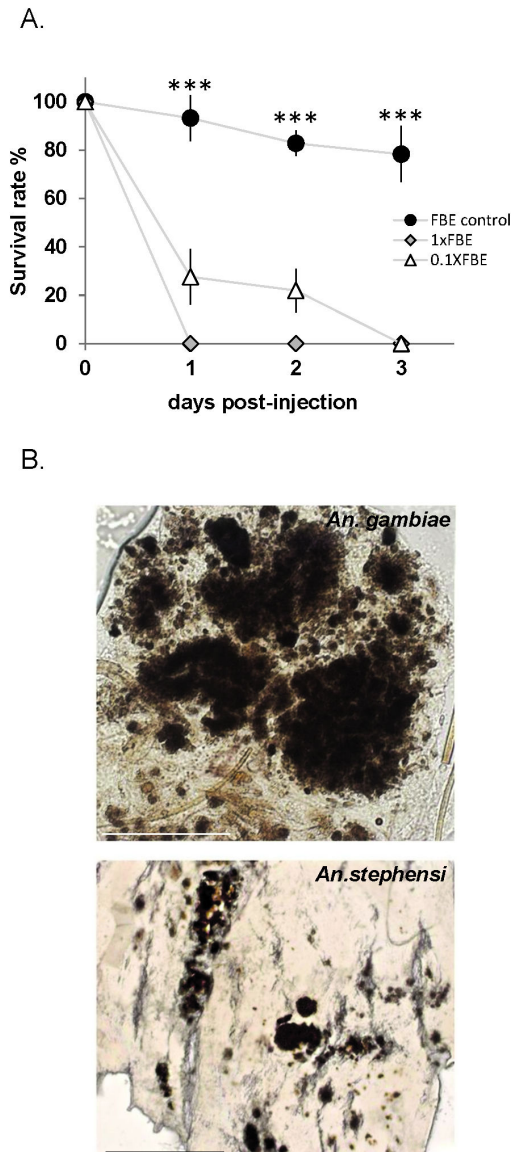 A.
***
***
***
100
80
60
40
20
0
Survival rate %
FBE control
1xFBE
0.1XFBE
0 1 2 3
days post-injection
B.
An. gambiae
An.stephensi